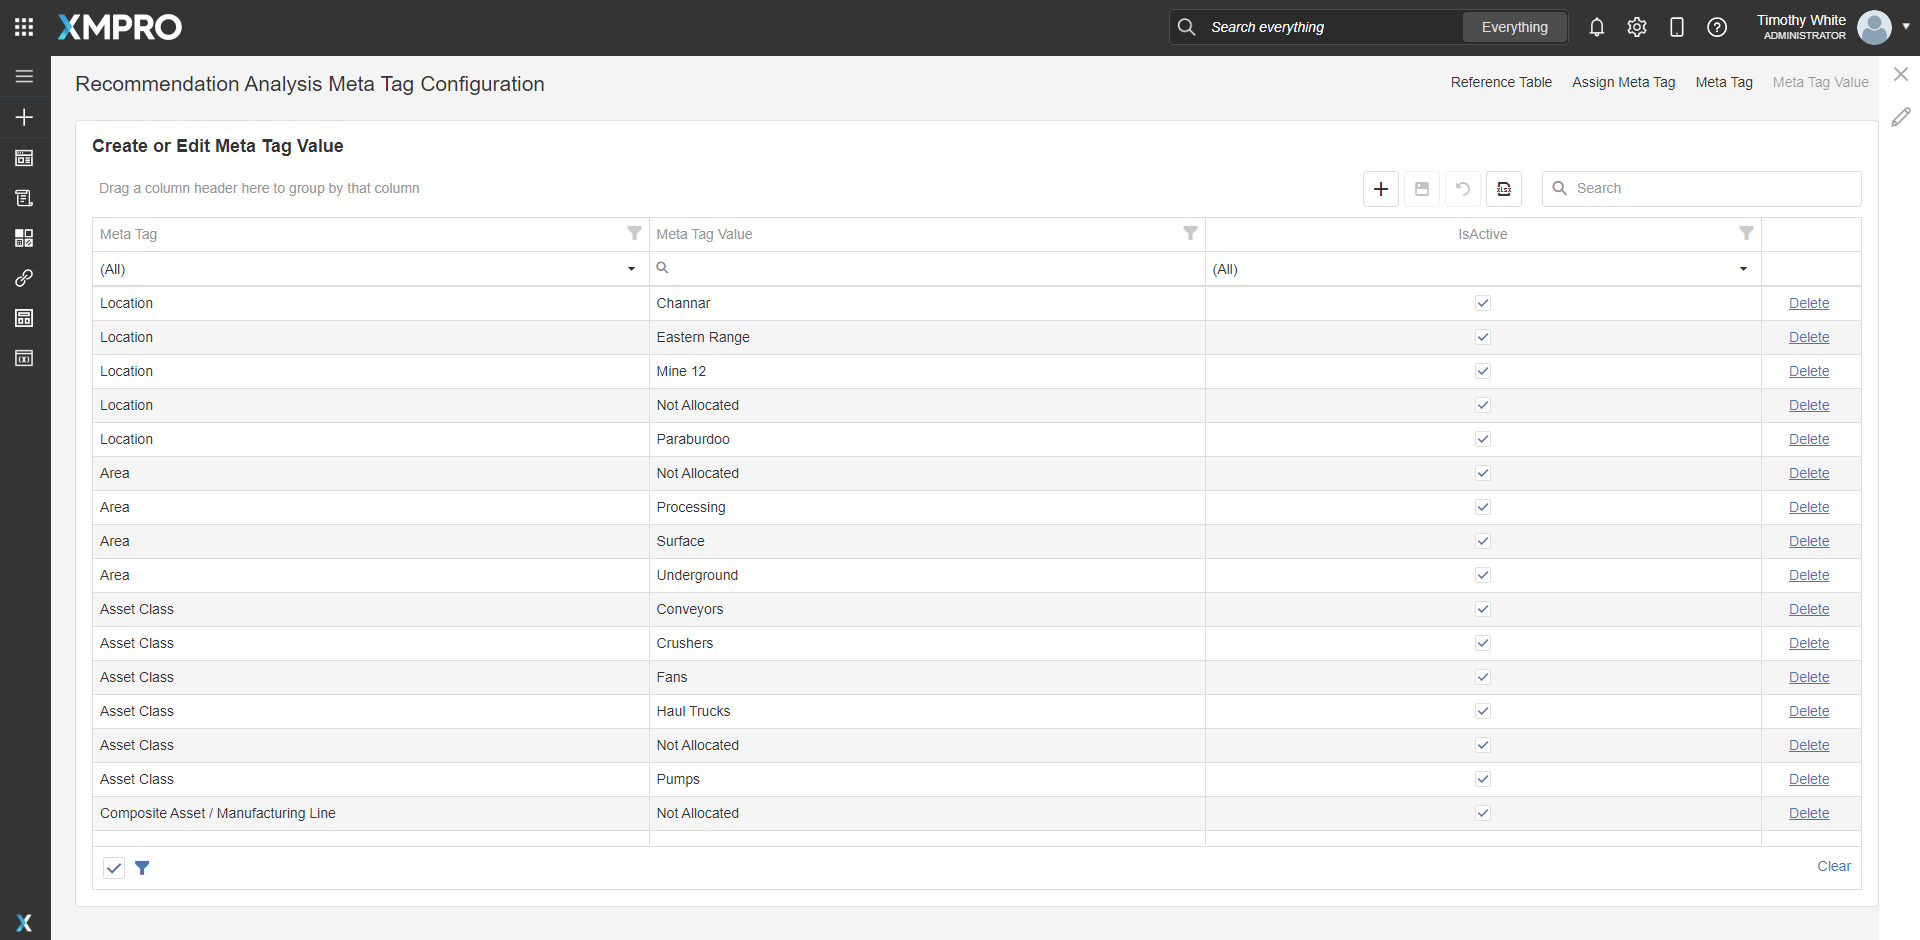 XMPRO
Search everything
Everything
Timothy White
ADMINISTRATOR
Recommendation Analysis Meta Tag Configuration
Reference Table
Assign Meta Tag
Meta Tag
Meta Tag Value
Create or Edit Meta Tag Value
Drag a column header here to group by that column
xlsx
Search
Meta Tag Meta Tag Value IsActive
(All) (All)
Location Channar Delete
Location Eastern Range Delete
Location Mine 12 Delete
Location Not Allocated Delete
Location Paraburdoo Delete
Area Not Allocated Delete
Area Processing Delete
Area Surface Delete
Area Underground Delete
Asset Class Conveyors Delete
Asset Class Crushers Delete
Asset Class Fans Delete
Asset Class Haul Trucks Delete
Asset Class Not Allocated Delete
Asset Class Pumps Delete
Composite Asset / Manufacturing Line Not Allocated Delete
Clear
X